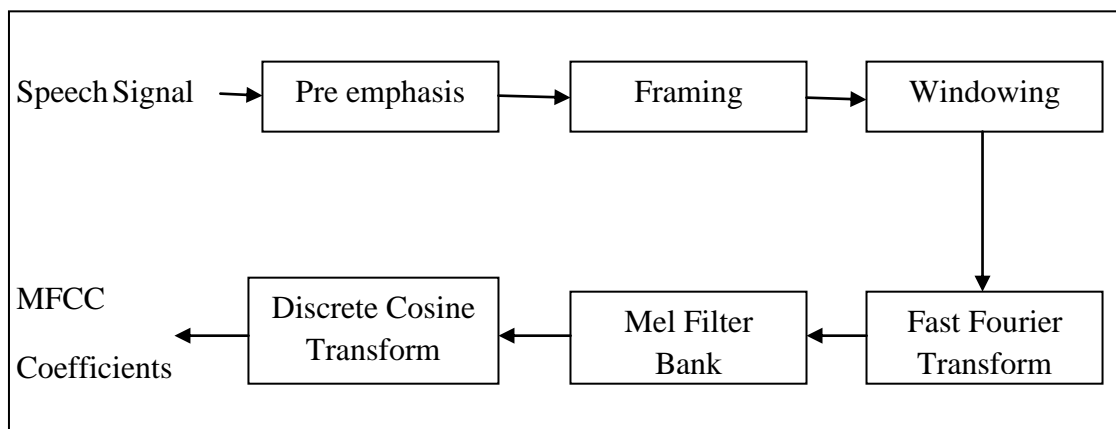 Speech Signal
Pre emphasis
Framing
Windowing
MFCC
Coefficients
Discrete Cosine
Transform
Mel Filter
Bank
Fast Fourier
Transform